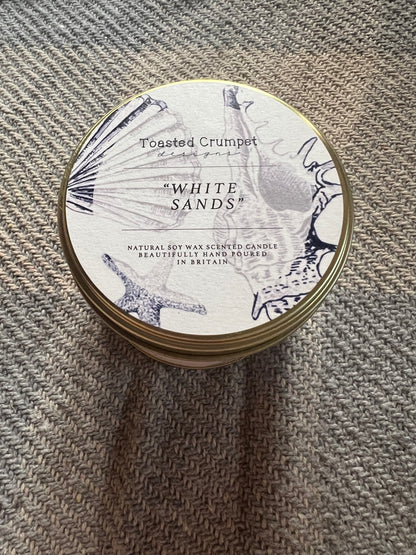 Toasted Crumpet
designs
"WHITE
SANDS"
NATURAL SOY WAX SCENTED CANDLE
BEAUTIFULLY HAND POURED
IN BRITAIN